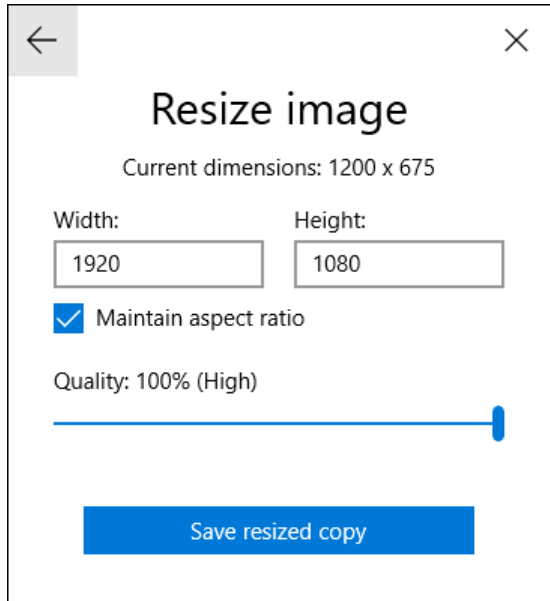 Resize image
Current dimensions: 1200 x 675
Width: Height:
1920 1080
Maintain aspect ratio
Quality: 100% (High)
Save resized copy